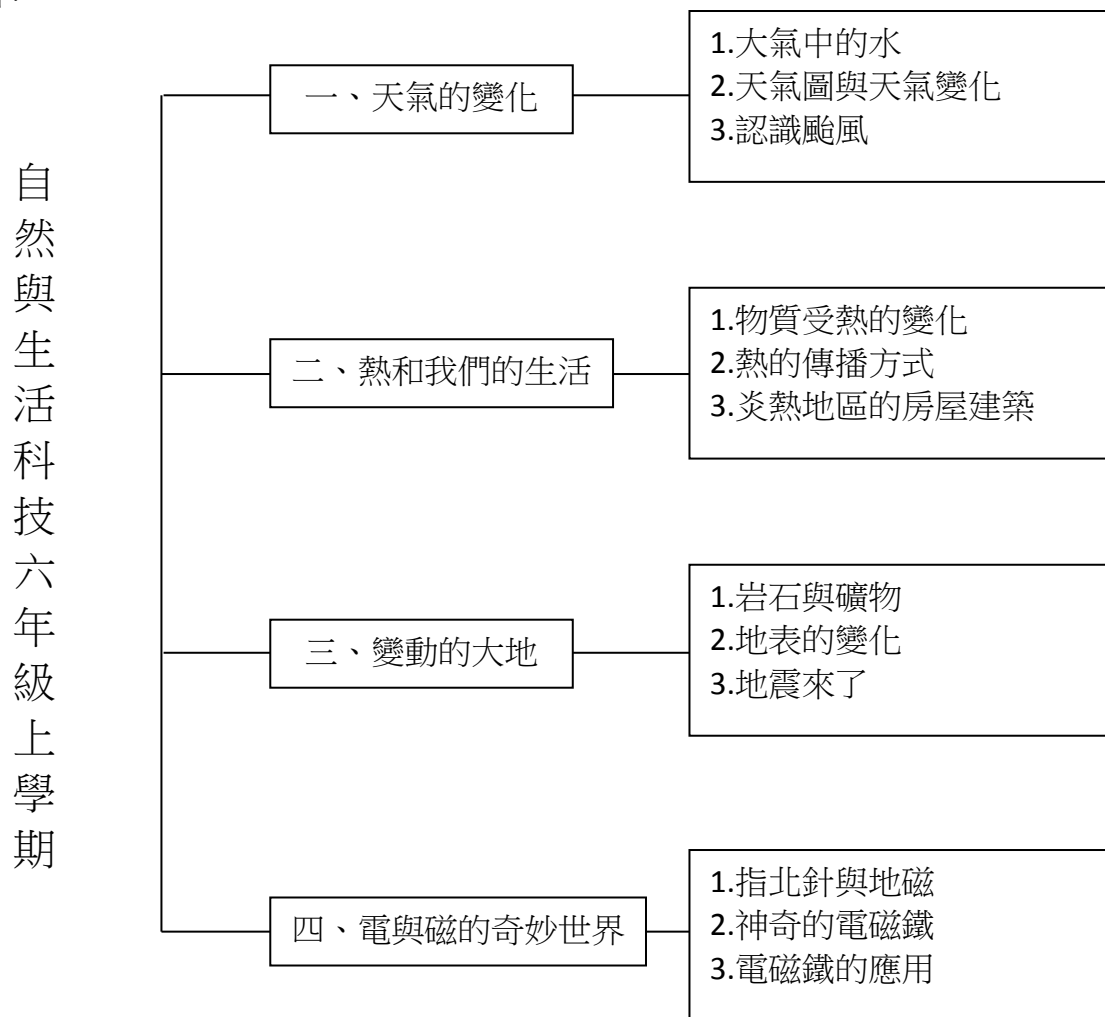 自然與生活科技六年級上學期
一、天氣的變化
1.大氣中的水
2.天氣圖與天氣變化
3.認識颱風
二、熱和我們的生活
1.物質受熱的變化
2.熱的傳播方式
3.炎熱地區的房屋建築
三、變動的大地
1.岩石與礦物
2.地表的變化
3.地震來了
四、電與磁的奇妙世界
1.指北針與地磁
2.神奇的電磁鐵
3.電磁鐵的應用